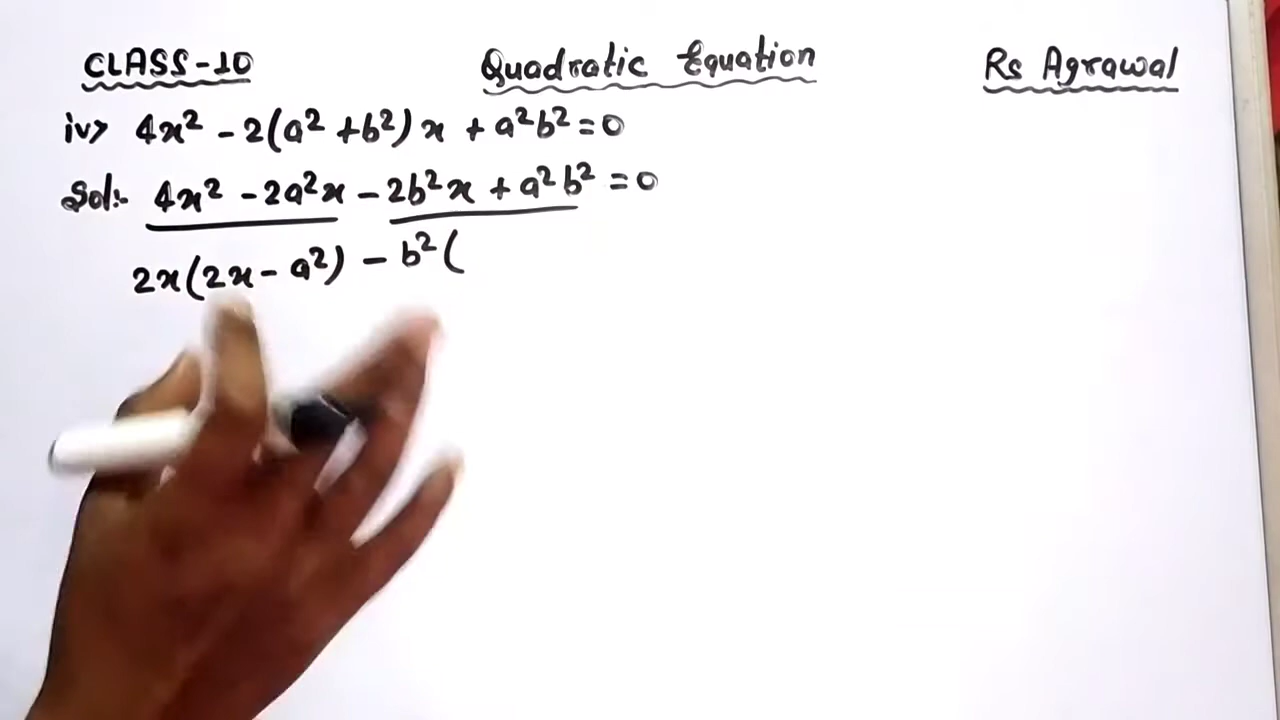 CLASS-10 Quadratic Equation Rs Agrawal
iv> 4x² - 2(a² + b²) x + a²b² = 0
Sol:- 4x² - 2a²x - 2b²x + a²b² = 0
2x(2x - a²) - b² (